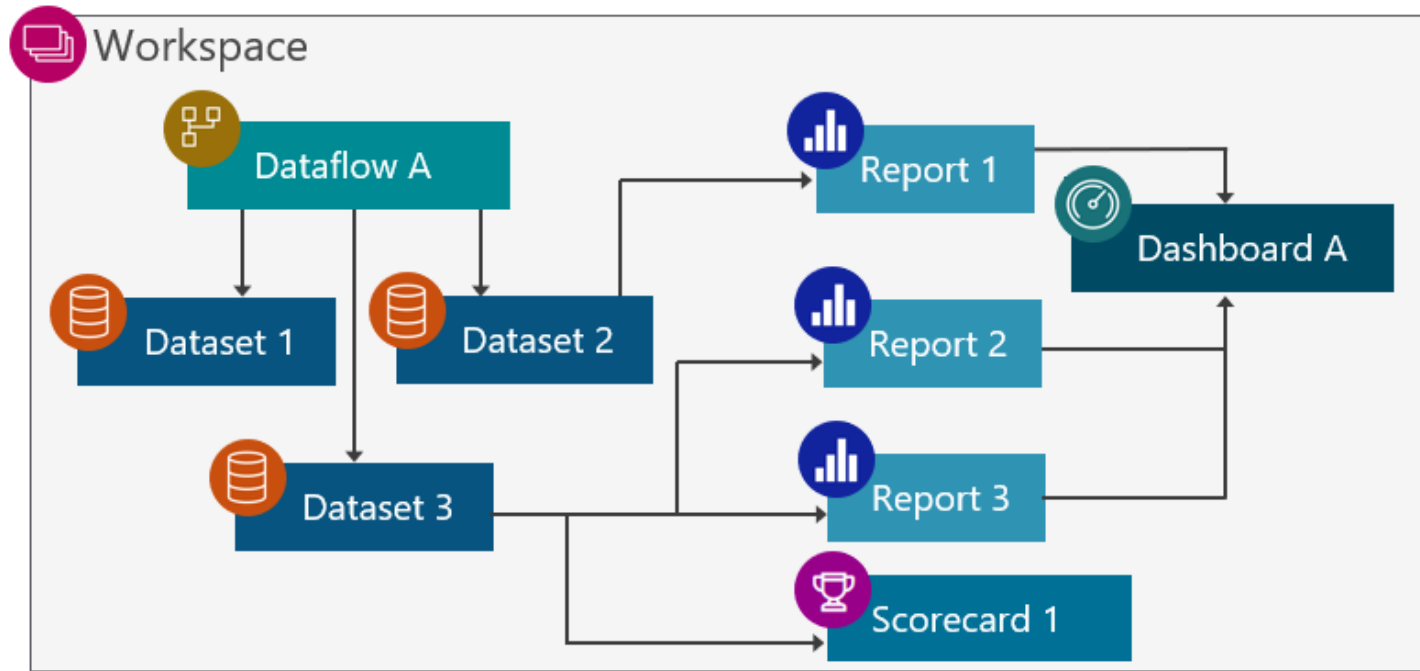 Workspace
Dataflow A
Dataset 1
Dataset 2
Dataset 3
Report 1
Report 2
Report 3
Scorecard 1
Dashboard A